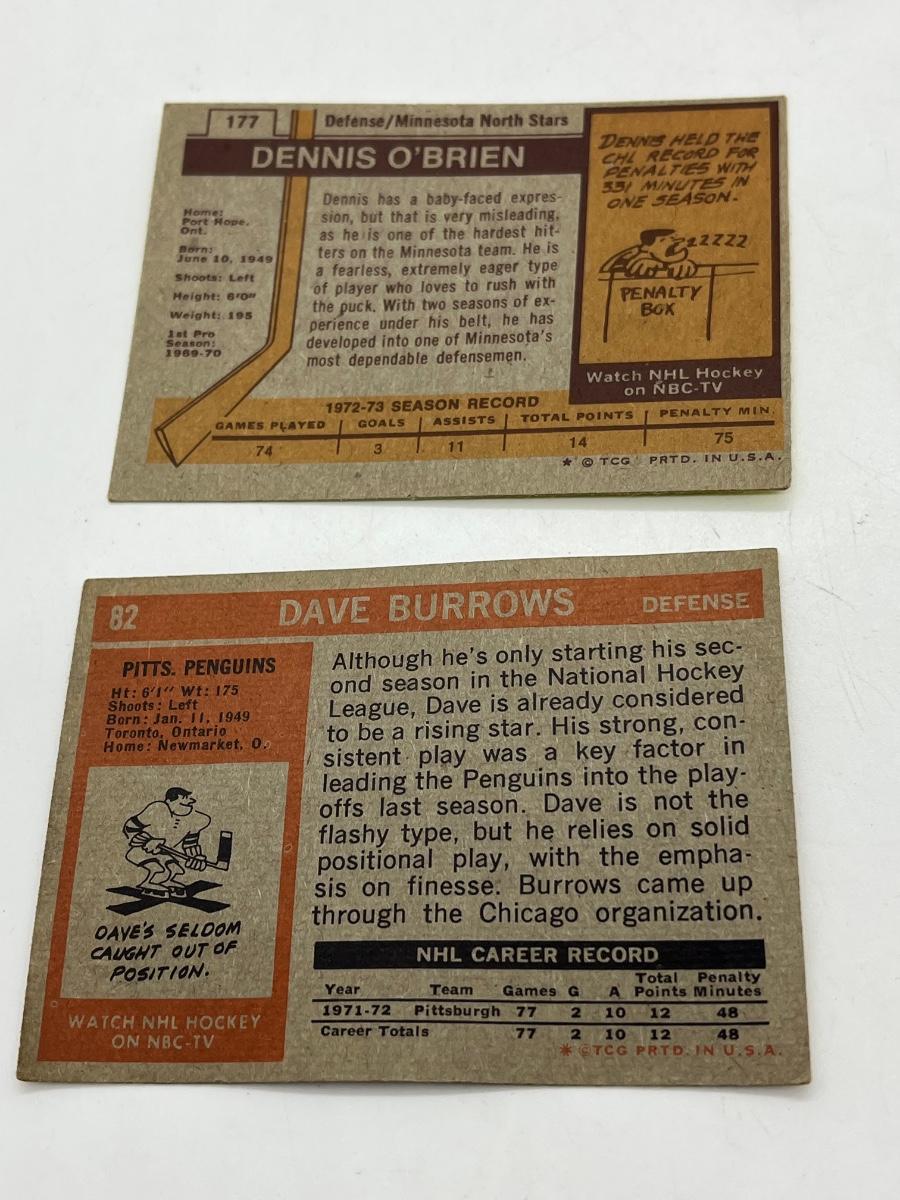 177
Defense/Minnesota North Stars
DENNIS O'BRIEN
Home:
Port Hope,
Ont.
Born:
June 10, 1949
Shoots: Left
Height: 6'0"
Weight: 195
1st Pro
Season:
1969-70
Dennis has a baby-faced expres-
sion, but that is very misleading,
as he is one of the hardest hit-
ters on the Minnesota team. He is
a fearless, extremely eager type
of player who loves to rush with
the puck. With two seasons of ex-
perience under his belt, he has
developed into one of Minnesota's
most dependable defensemen.
DENNIS HELD THE
CHL RECORD FOR
PENALTIES WITH
331 MINUTES IN
ONE SEASON.
ZZZZZ
PENALTY
BOX
Watch NHL Hockey
on NBC-TV
1972-73 SEASON RECORD
GAMES PLAYED GOALS ASSISTS TOTAL POINTS PENALTY MIN.
74 3 11 14 75
* © TCG PRTD. IN U.S.A.
82 DAVE BURROWS DEFENSE
PITTS. PENGUINS
Ht: 6'1" Wt: 175
Shoots: Left
Born: Jan. 11, 1949
Toronto, Ontario
Home: Newmarket, O.
DAVE'S SELDOM
CAUGHT OUT OF
POSITION.
WATCH NHL HOCKEY
ON NBC-TV
Although he's only starting his sec-
ond season in the National Hockey
League, Dave is already considered
to be a rising star. His strong, con-
sistent play was a key factor in
leading the Penguins into the play-
offs last season. Dave is not the
flashy type, but he relies on solid
positional play, with the empha-
sis on finesse. Burrows came up
through the Chicago organization.
NHL CAREER RECORD
Year Team Games G A Total Points Penalty Minutes
1971-72 Pittsburgh 77 2 10 12 48
Career Totals 77 2 10 12 48
* ©TCG PRTD. IN U.S.A.